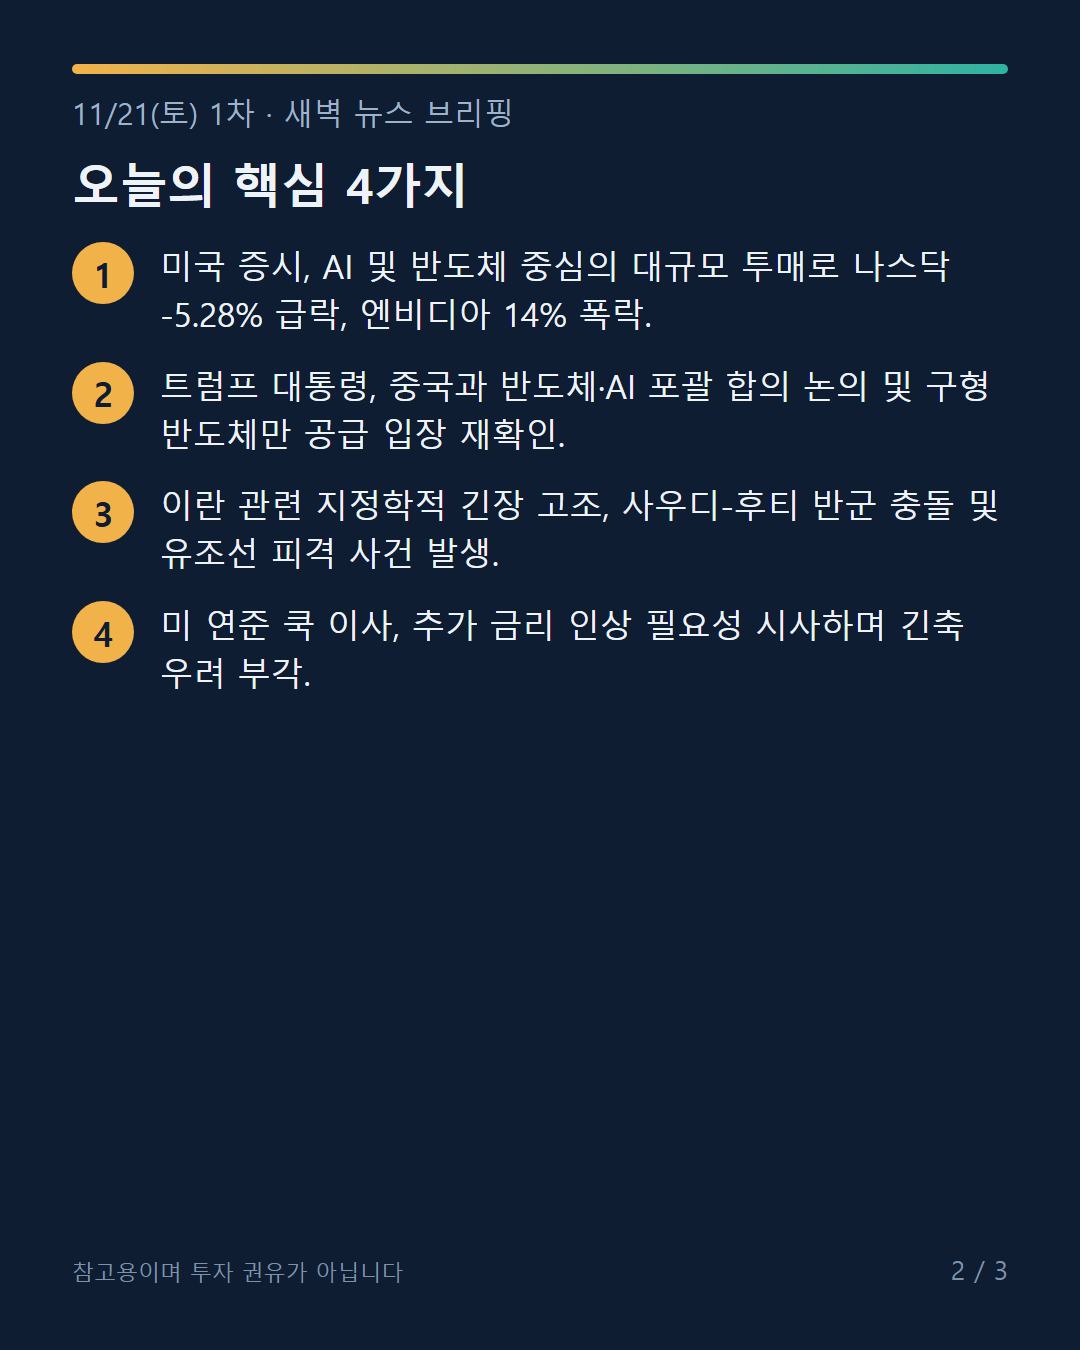 11/21(토) 1차 · 새벽 뉴스 브리핑
오늘의 핵심 4가지
1 미국 증시, AI 및 반도체 중심의 대규모 투매로 나스닥
-5.28% 급락, 엔비디아 14% 폭락.
2 트럼프 대통령, 중국과 반도체·AI 포괄 합의 논의 및 구형
반도체만 공급 입장 재확인.
3 이란 관련 지정학적 긴장 고조, 사우디-후티 반군 충돌 및
유조선 피격 사건 발생.
4 미 연준 쿡 이사, 추가 금리 인상 필요성 시사하며 긴축
우려 부각.
참고용이며 투자 권유가 아닙니다
2 / 3